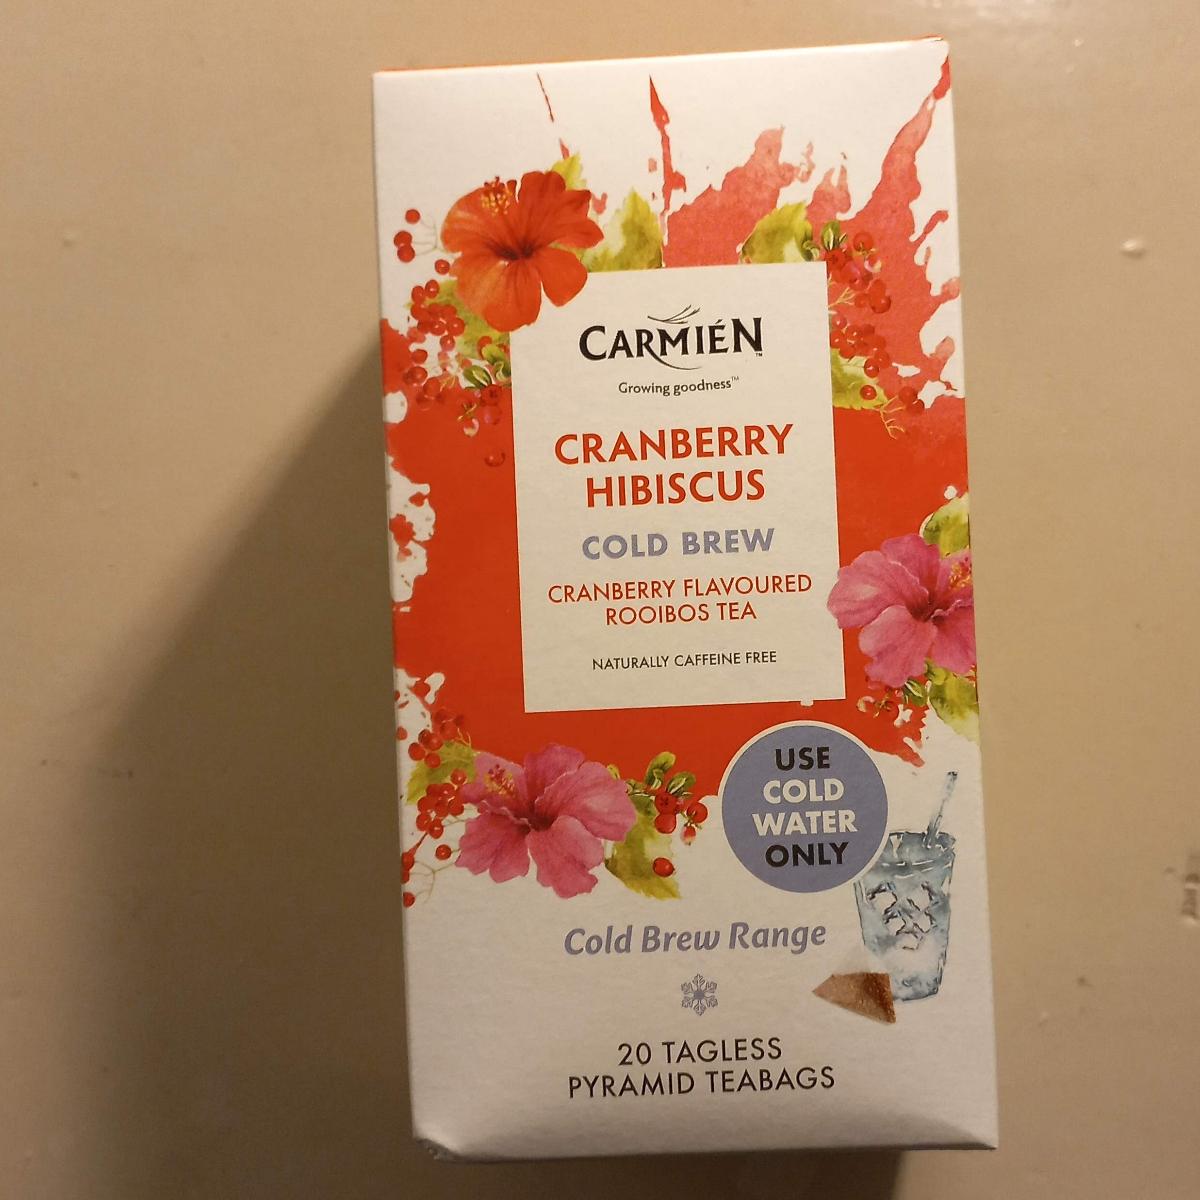 CARMIÉN™
Growing goodness™
CRANBERRY
HIBISCUS
COLD BREW
CRANBERRY FLAVOURED
ROOIBOS TEA
NATURALLY CAFFEINE FREE
USE
COLD
WATER
ONLY
Cold Brew Range
20 TAGLESS
PYRAMID TEABAGS